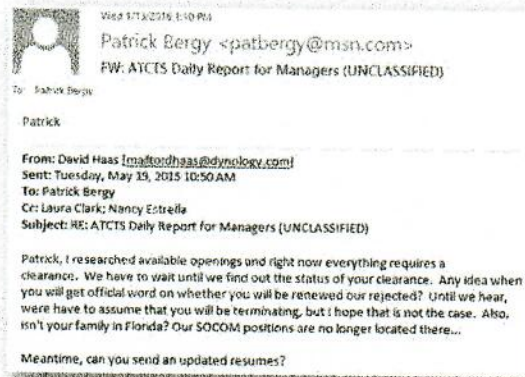 Wed 1/13/2016 1:10 PM
Patrick Bergy <patbergy@msn.com>
FW: ATCTS Daily Report for Managers (UNCLASSIFIED)
To: Patrick Bergy
Patrick
From: David Haas [mailto:dhaas@dynology.com]
Sent: Tuesday, May 19, 2015 10:50 AM
To: Patrick Bergy
Cc: Laura Clark; Nancy Estrella
Subject: RE: ATCTS Daily Report for Managers (UNCLASSIFIED)
Patrick, I researched available openings and right now everything requires a
clearance. We have to wait until we find out the status of your clearance. Any idea when
you will get official word on whether you will be renewed our rejected? Until we hear,
were have to assume that you will be terminating, but I hope that is not the case. Also,
isn't your family in Florida? Our SOCOM positions are no longer located there...
Meantime, can you send an updated resumes?